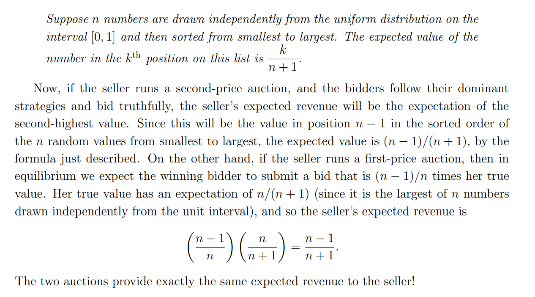 Suppose n numbers are drawn independently from the uniform distribution on the
interval [0, 1] and then sorted from smallest to largest. The expected value of the
number in the kth position on this list is k/(n + 1).
Now, if the seller runs a second-price auction, and the bidders follow their dominant
strategies and bid truthfully, the seller's expected revenue will be the expectation of the
second-highest value. Since this will be the value in position n − 1 in the sorted order of
the n random values from smallest to largest, the expected value is (n − 1)/(n + 1), by the
formula just described. On the other hand, if the seller runs a first-price auction, then in
equilibrium we expect the winning bidder to submit a bid that is (n − 1)/n times her true
value. Her true value has an expectation of n/(n + 1) (since it is the largest of n numbers
drawn independently from the unit interval), and so the seller's expected revenue is
((n − 1)/n) (n/(n + 1)) = (n − 1)/(n + 1).
The two auctions provide exactly the same expected revenue to the seller!